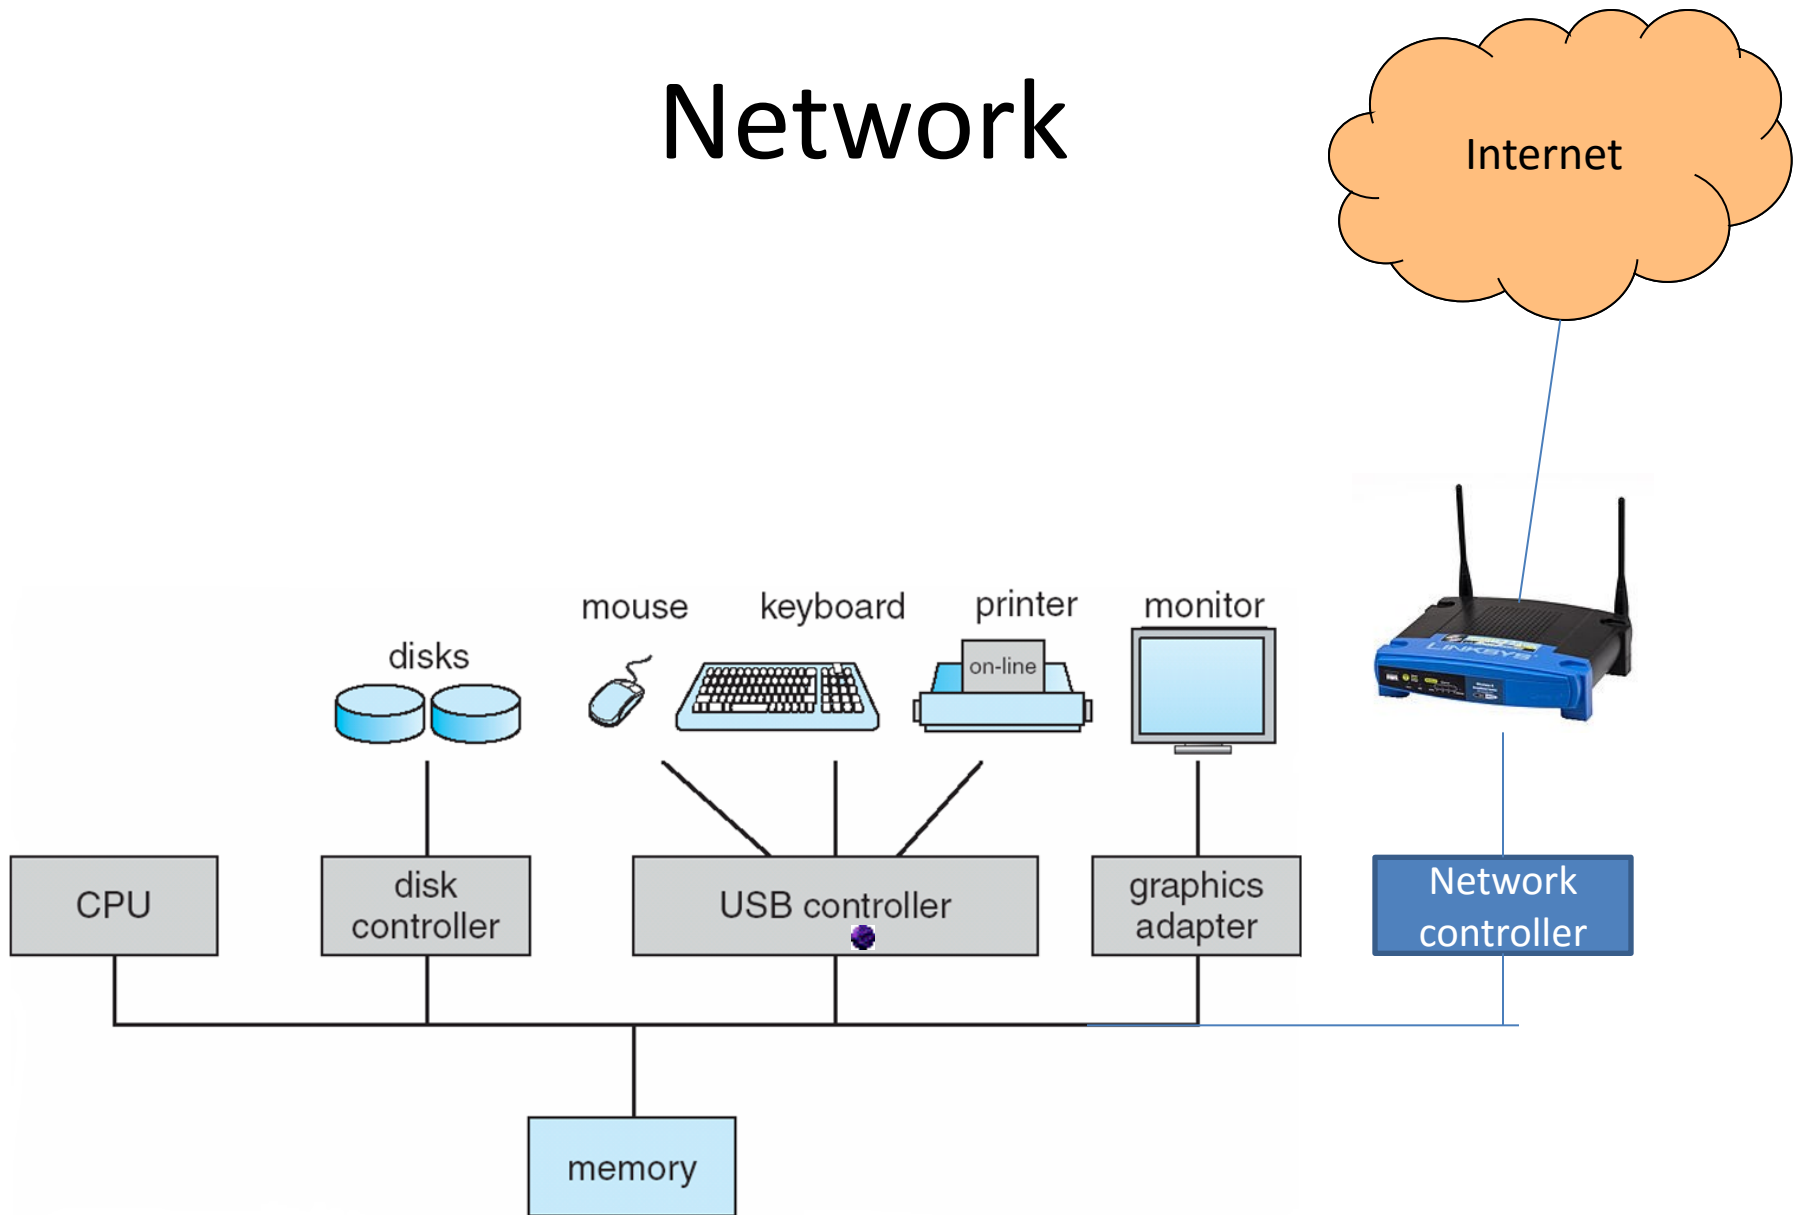 Network
Internet
mouse
keyboard
printer
monitor
disks
on-line
LINKSYS
CPU
disk
controller
USB controller
graphics
adapter
Network
controller
memory